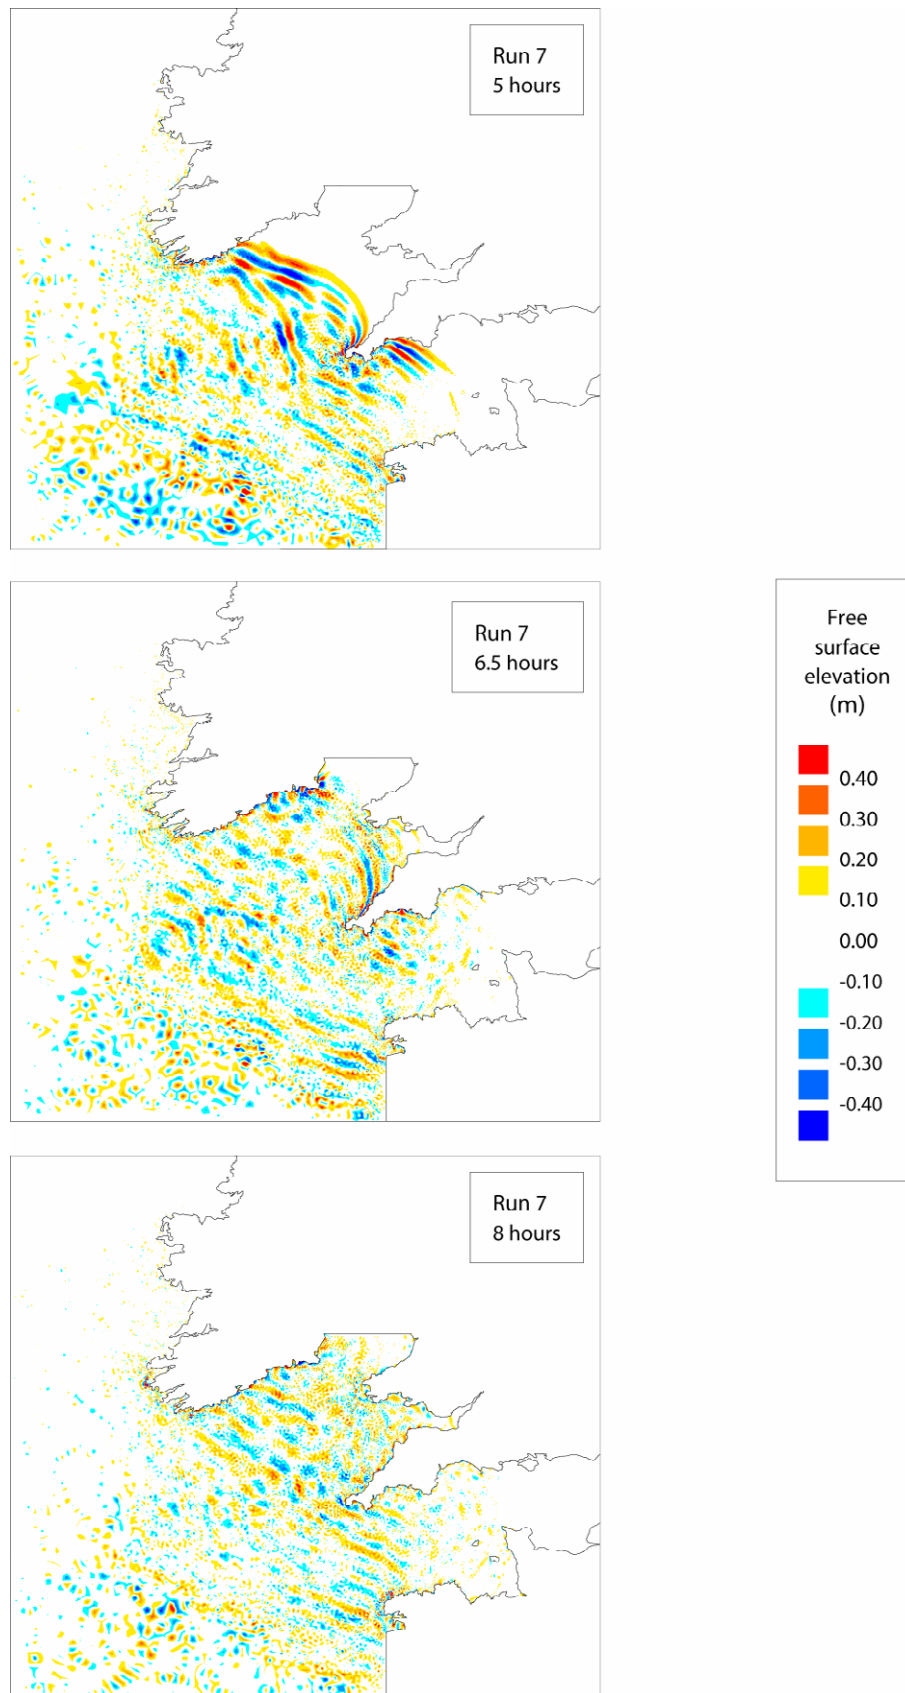 Run 7
5 hours
Run 7
6.5 hours
Free
surface
elevation
(m)
0.40
0.30
0.20
0.10
0.00
-0.10
-0.20
-0.30
-0.40
Run 7
8 hours